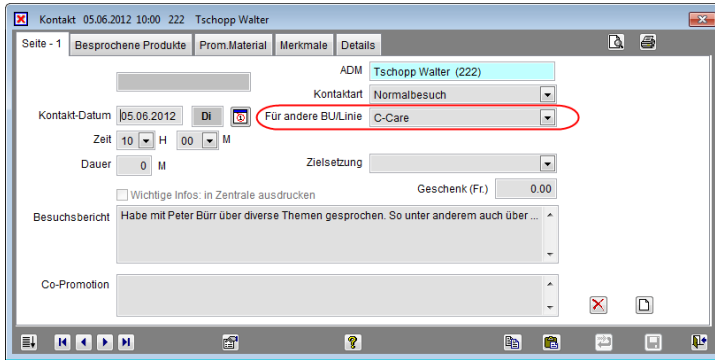 Kontakt 05.06.2012 10:00 222 Tschopp Walter
Seite - 1 Besprochene Produkte Prom.Material Merkmale Details
ADM Tschopp Walter (222)
Kontaktart Normalbesuch
Kontakt-Datum 05.06.2012 Di Für andere BU/Linie C-Care
Zeit 10 H 00 M
Dauer 0 M Zielsetzung
Wichtige Infos: in Zentrale ausdrucken Geschenk (Fr.) 0.00
Besuchsbericht Habe mit Peter Bürr über diverse Themen gesprochen. So unter anderem auch über ...
Co-Promotion